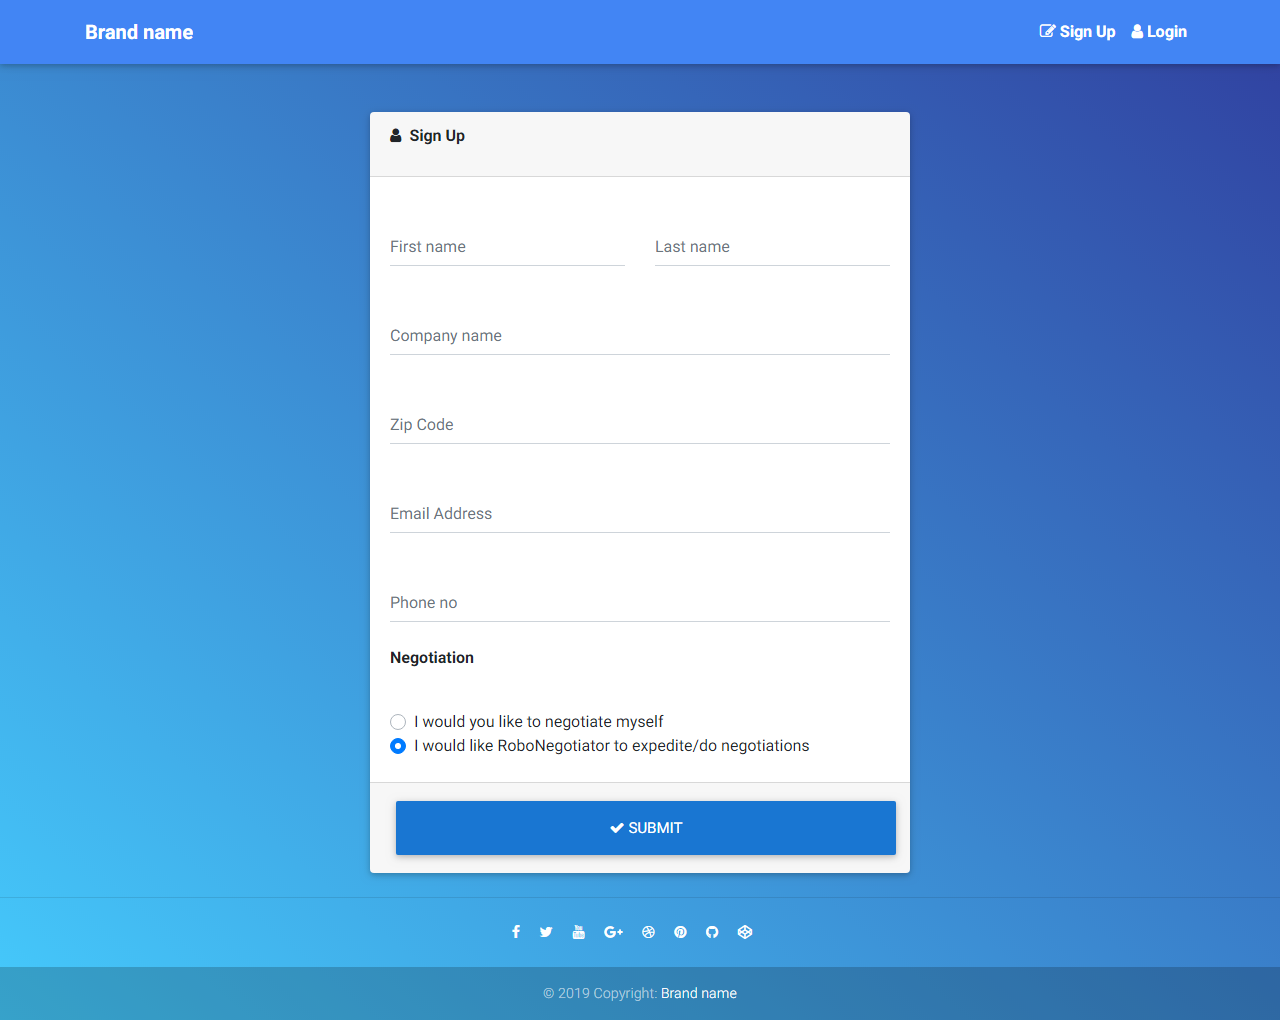 Brand name Sign Up Login
Sign Up
First name Last name
Company name
Zip Code
Email Address
Phone no
Negotiation
I would you like to negotiate myself
I would like RoboNegotiator to expedite/do negotiations
SUBMIT
© 2019 Copyright: Brand name